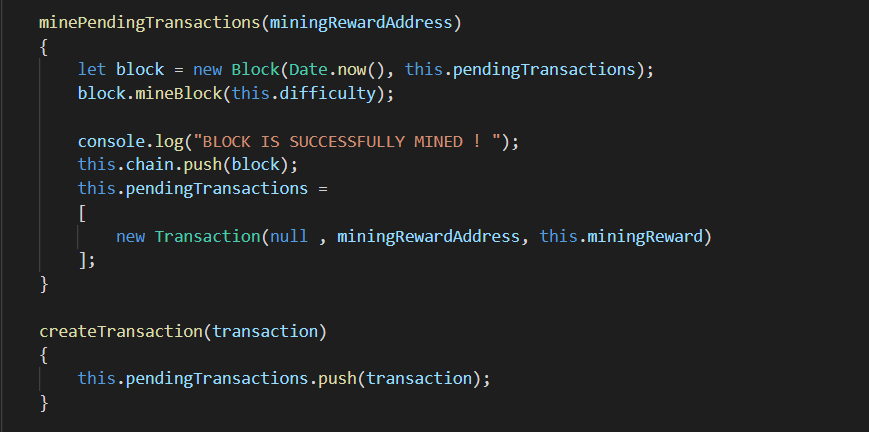 minePendingTransactions(miningRewardAddress)
{
    let block = new Block(Date.now(), this.pendingTransactions);
    block.mineBlock(this.difficulty);

    console.log("BLOCK IS SUCCESSFULLY MINED ! ");
    this.chain.push(block);
    this.pendingTransactions =
    [
        new Transaction(null , miningRewardAddress, this.miningReward)
    ];
}

createTransaction(transaction)
{
    this.pendingTransactions.push(transaction);
}